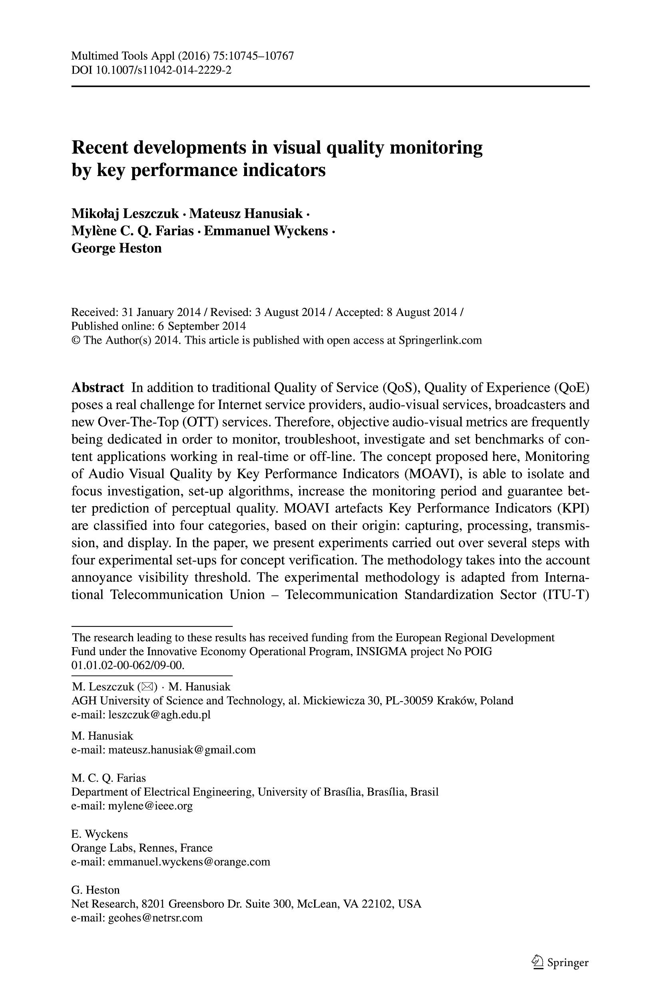 Multimed Tools Appl (2016) 75:10745–10767
DOI 10.1007/s11042-014-2229-2
Recent developments in visual quality monitoring
by key performance indicators
Mikołaj Leszczuk · Mateusz Hanusiak ·
Mylène C. Q. Farias · Emmanuel Wyckens ·
George Heston
Received: 31 January 2014 / Revised: 3 August 2014 / Accepted: 8 August 2014 /
Published online: 6 September 2014
© The Author(s) 2014. This article is published with open access at Springerlink.com
Abstract In addition to traditional Quality of Service (QoS), Quality of Experience (QoE)
poses a real challenge for Internet service providers, audio-visual services, broadcasters and
new Over-The-Top (OTT) services. Therefore, objective audio-visual metrics are frequently
being dedicated in order to monitor, troubleshoot, investigate and set benchmarks of con-
tent applications working in real-time or off-line. The concept proposed here, Monitoring
of Audio Visual Quality by Key Performance Indicators (MOAVI), is able to isolate and
focus investigation, set-up algorithms, increase the monitoring period and guarantee bet-
ter prediction of perceptual quality. MOAVI artefacts Key Performance Indicators (KPI)
are classified into four categories, based on their origin: capturing, processing, transmis-
sion, and display. In the paper, we present experiments carried out over several steps with
four experimental set-ups for concept verification. The methodology takes into the account
annoyance visibility threshold. The experimental methodology is adapted from Interna-
tional Telecommunication Union – Telecommunication Standardization Sector (ITU-T)
The research leading to these results has received funding from the European Regional Development
Fund under the Innovative Economy Operational Program, INSIGMA project No POIG
01.01.02-00-062/09-00.
M. Leszczuk (✉) · M. Hanusiak
AGH University of Science and Technology, al. Mickiewicza 30, PL-30059 Kraków, Poland
e-mail: leszczuk@agh.edu.pl
M. Hanusiak
e-mail: mateusz.hanusiak@gmail.com
M. C. Q. Farias
Department of Electrical Engineering, University of Brasília, Brasília, Brasil
e-mail: mylene@ieee.org
E. Wyckens
Orange Labs, Rennes, France
e-mail: emmanuel.wyckens@orange.com
G. Heston
Net Research, 8201 Greensboro Dr. Suite 300, McLean, VA 22102, USA
e-mail: geohes@netrsr.com
Springer